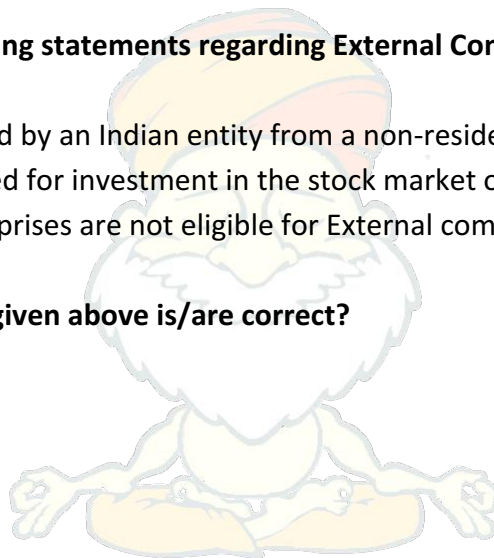 ng statements regarding External Con
d by an Indian entity from a non-reside
ed for investment in the stock market o
prises are not eligible for External com
given above is/are correct?